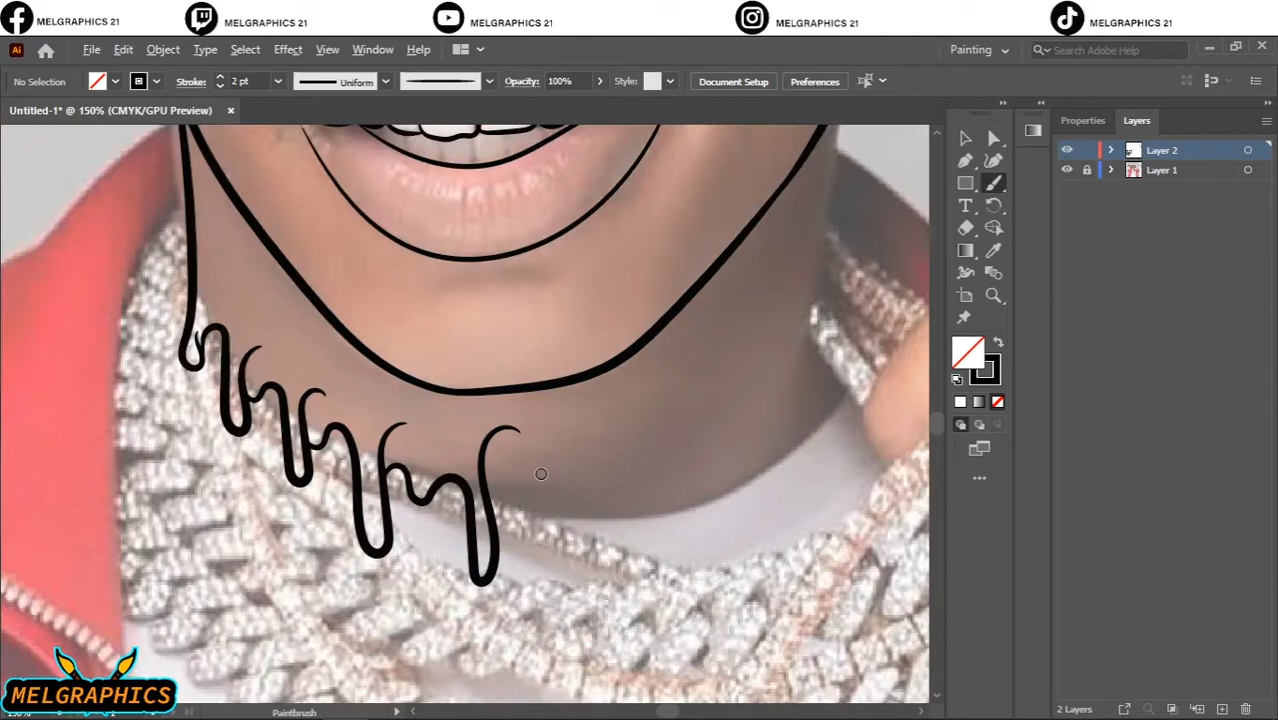 MELGRAPHICS 21 MELGRAPHICS 21 MELGRAPHICS 21 MELGRAPHICS 21 MELGRAPHICS 21
Ai File Edit Object Type Select Effect View Window Help Painting Search Adobe Help
No Selection Stroke: 2 pt Uniform Opacity: 100% Style: Document Setup Preferences
Untitled-1* @ 150% (CMYK/GPU Preview)
Properties Layers
Layer 2
Layer 1
MELGRAPHICS
Paintbrush
2 Layers